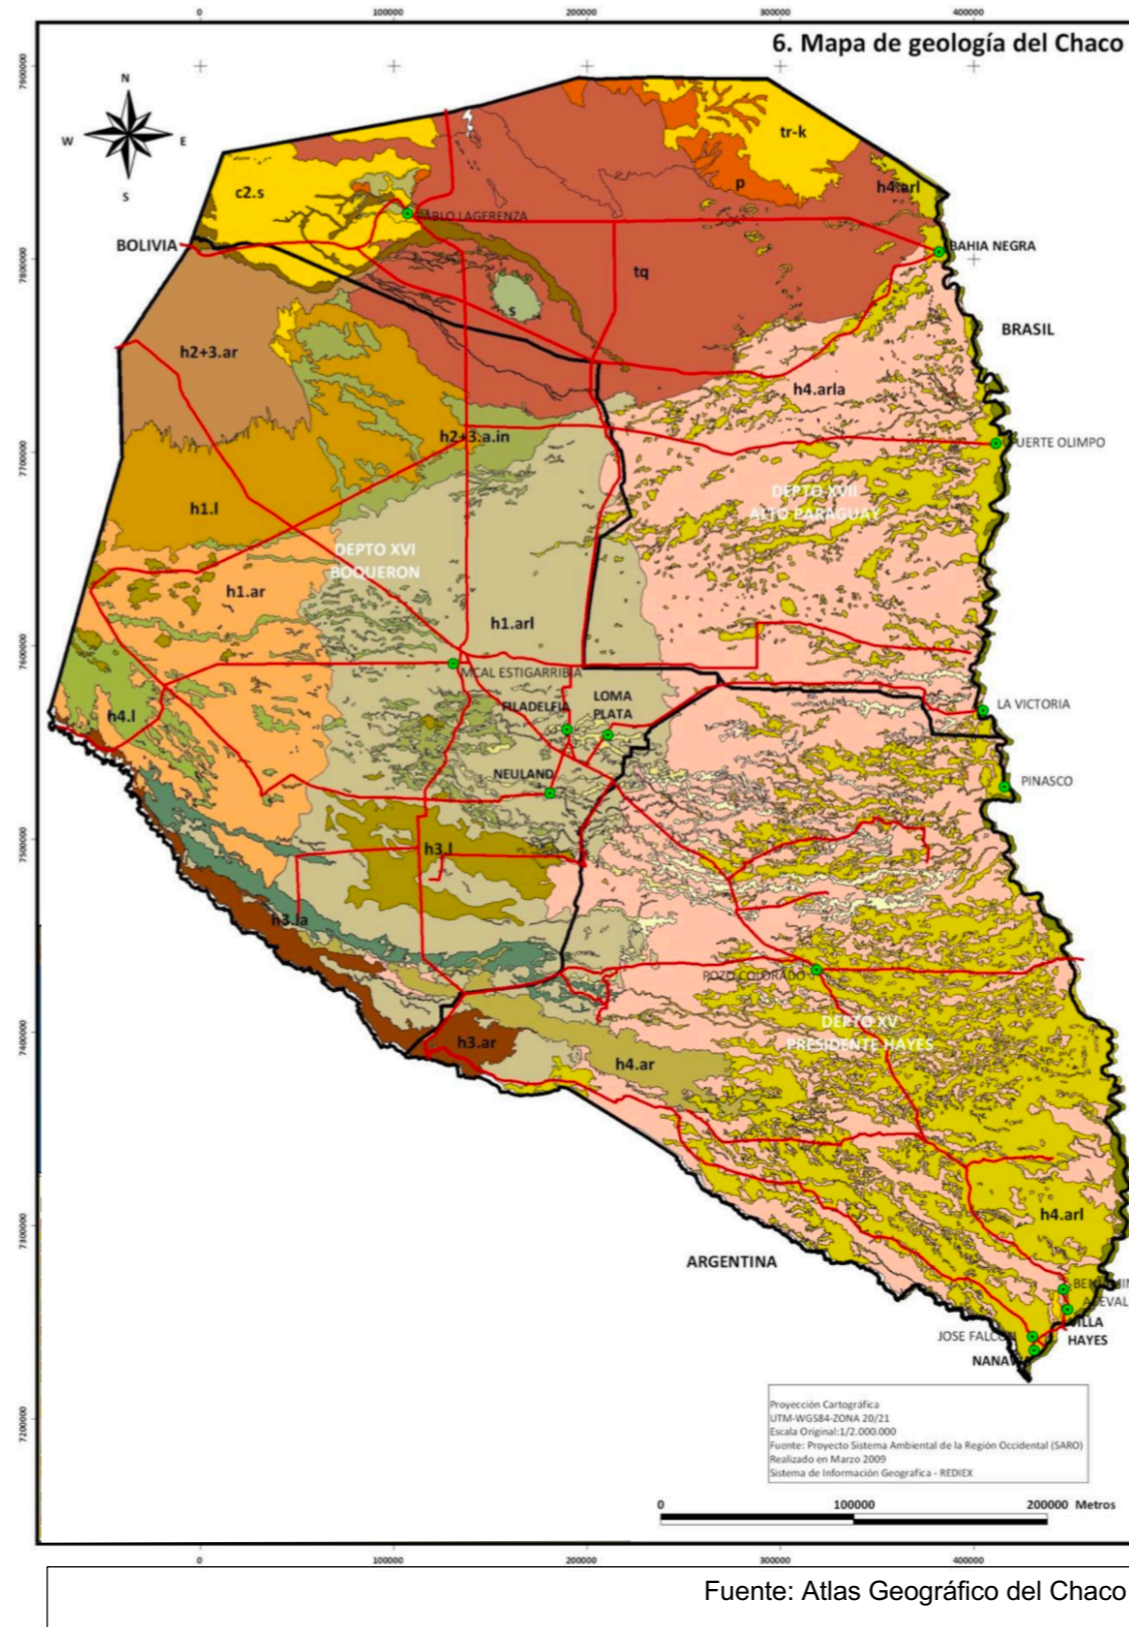 0 100000 200000 300000 400000
6. Mapa de geología del Chaco
7900000
N
W E
S
tr-k
p
h4.arl
c2.s
PABLO LAGERENZA
BOLIVIA
BAHIA NEGRA
7800000
tq
s
BRASIL
h2+3.ar
h4.arla
h2+3.a.in
UERTE OLIMPO
7700000
DEPTO XVII
ALTO PARAGUAY
h1.l
DEPTO XVI
BOQUERON
h1.ar
h1.arl
7600000
MCAL ESTIGARRIBIA
LOMA
PLATA
FILADELFIA
LA VICTORIA
h4.l
NEULAND
PINASCO
7500000
h3.l
h3.la
POZO COLORADO
DEPTO XV
PRESIDENTE HAYES
7400000
h3.ar
h4.ar
h4.arl
7300000
ARGENTINA
VILLA
HAYES
JOSE FALCON
7200000
Proyección Cartográfica
UTM-WGS84-ZONA 20/21
Escala Original:1/2.000.000
Fuente: Proyecto Sistema Ambiental de la Región Occidental (SARO)
Realizado en Marzo 2009
Sistema de Información Geografica - REDIEX
0 100000 200000 Metros
0 100000 200000 300000 400000
Fuente: Atlas Geográfico del Chaco